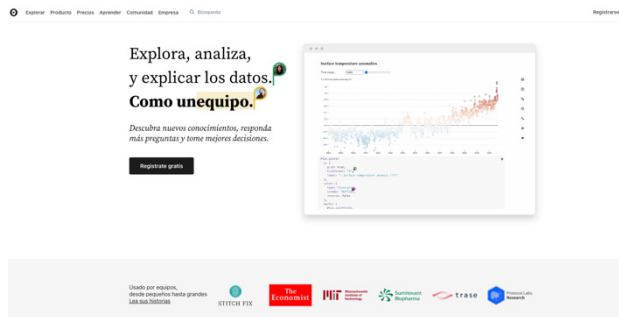 Explorar Producto Precios Aprender Comunidad Empresa Búsqueda Registrarse
Explora, analiza,
y explicar los datos.
Como unequipo.
Descubra nuevos conocimientos, responda
más preguntas y tome mejores decisiones.
Regístrate gratis
Surface temperature anomalies
Usado por equipos,
desde pequeños hasta grandes
Lea sus historias
STITCH FIX
The
Economist
MIT
Massachusetts
Institute of
Technology
Sumitovant
Biopharma
trase
Protocol Labs
Research